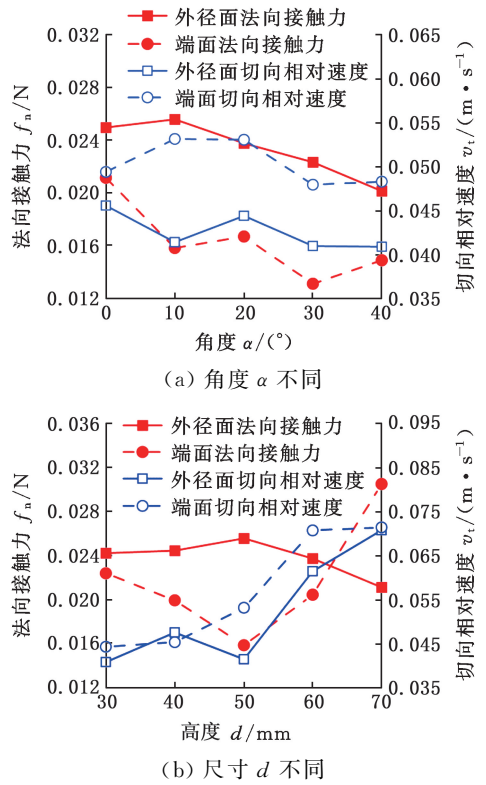 外径面法向接触力
端面法向接触力
外径面切向相对速度
端面切向相对速度
法向接触力 fn/N
0.036
0.032
0.028
0.024
0.020
0.016
0.012
0.065
0.060
0.055
0.050
0.045
0.040
0.035
切向相对速度 vt/(m·s⁻¹)
0 10 20 30 40
角度 α/(°)
(a) 角度 α 不同
外径面法向接触力
端面法向接触力
外径面切向相对速度
端面切向相对速度
法向接触力 fn/N
0.036
0.032
0.028
0.024
0.020
0.016
0.012
0.095
0.085
0.075
0.065
0.055
0.045
0.035
切向相对速度 vt/(m·s⁻¹)
30 40 50 60 70
高度 d/mm
(b) 尺寸 d 不同